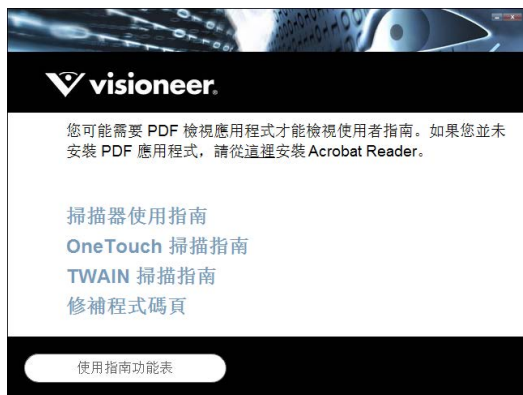 visioneer.
您可能需要 PDF 檢視應用程式才能檢視使用者指南。如果您並未
安裝 PDF 應用程式，請從這裡安裝 Acrobat Reader。
掃描器使用指南
OneTouch 掃描指南
TWAIN 掃描指南
修補程式碼頁
使用指南功能表